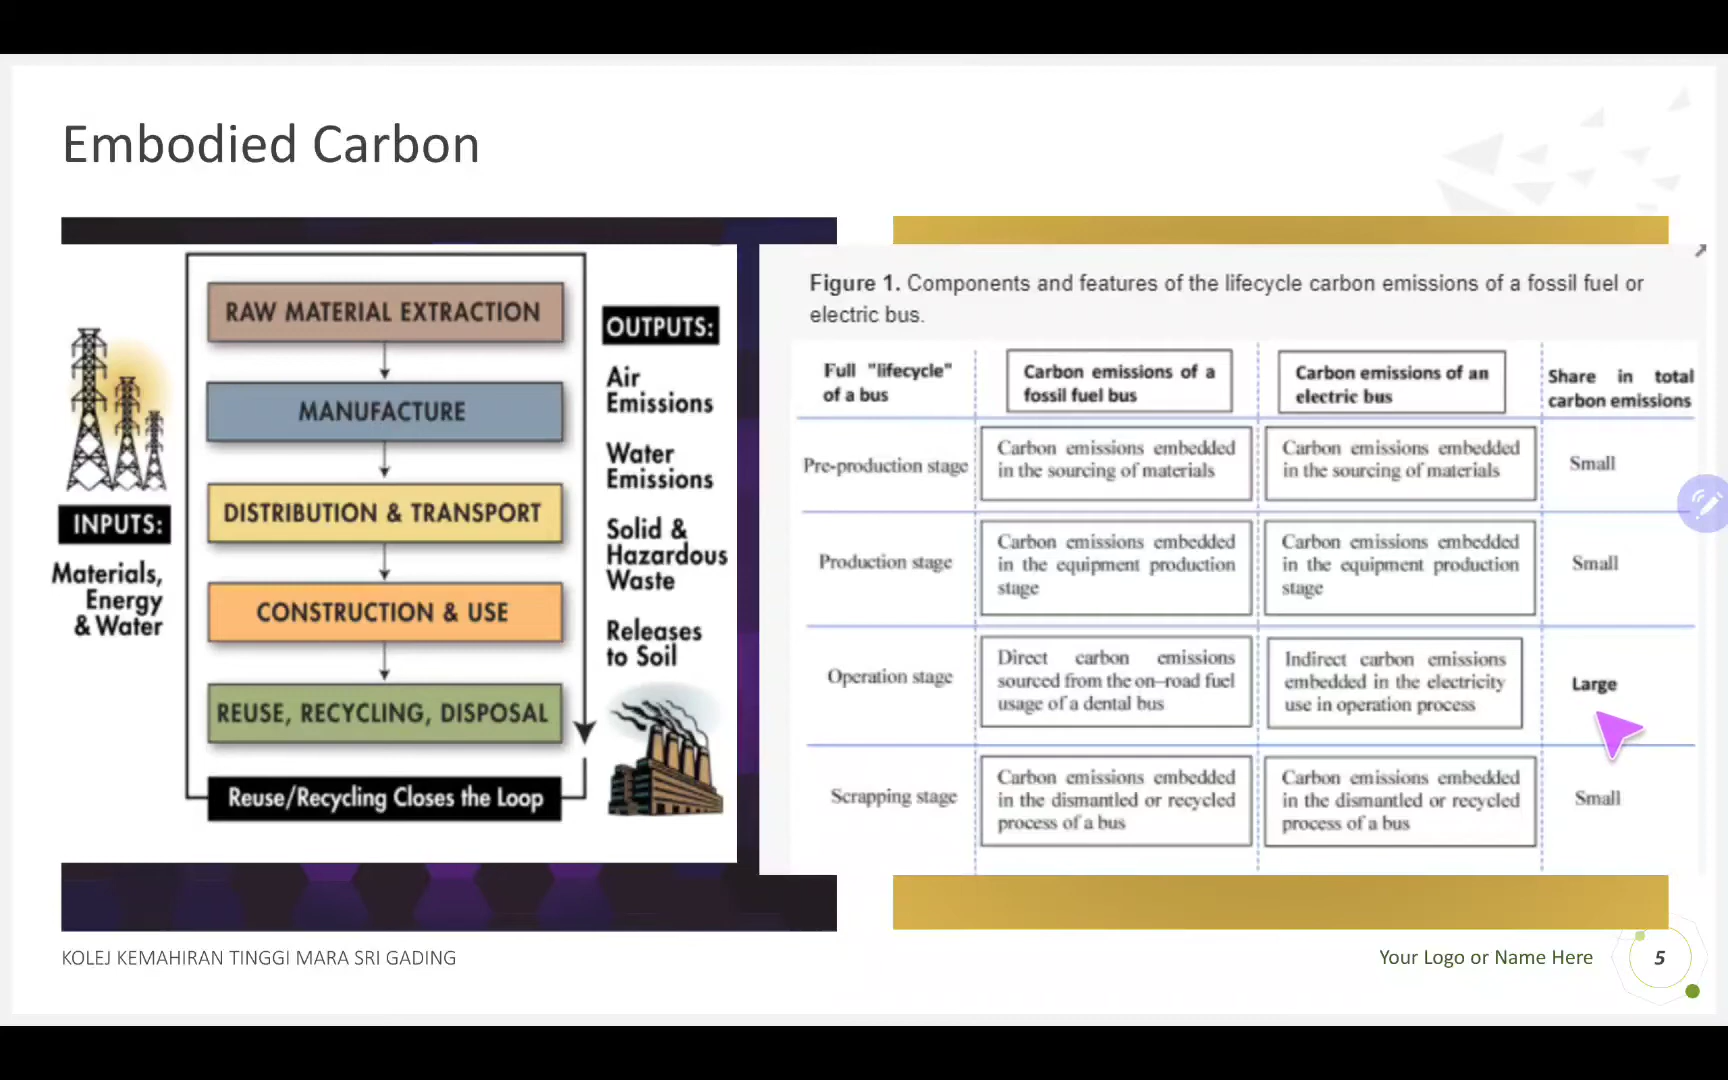 Embodied Carbon
RAW MATERIAL EXTRACTION
MANUFACTURE
DISTRIBUTION & TRANSPORT
CONSTRUCTION & USE
REUSE, RECYCLING, DISPOSAL
Reuse/Recycling Closes the Loop
INPUTS:
Materials,
Energy
& Water
OUTPUTS:
Air
Emissions
Water
Emissions
Solid &
Hazardous
Waste
Releases
to Soil
Figure 1. Components and features of the lifecycle carbon emissions of a fossil fuel or
electric bus.
Full "lifecycle"
of a bus
Carbon emissions of a
fossil fuel bus
Carbon emissions of an
electric bus
Share in total
carbon emissions
Pre-production stage
Carbon emissions embedded
in the sourcing of materials
Carbon emissions embedded
in the sourcing of materials
Small
Production stage
Carbon emissions embedded
in the equipment production
stage
Carbon emissions embedded
in the equipment production
stage
Small
Operation stage
Direct carbon emissions
sourced from the on–road fuel
usage of a dental bus
Indirect carbon emissions
embedded in the electricity
use in operation process
Large
Scrapping stage
Carbon emissions embedded
in the dismantled or recycled
process of a bus
Carbon emissions embedded
in the dismantled or recycled
process of a bus
Small
KOLEJ KEMAHIRAN TINGGI MARA SRI GADING
Your Logo or Name Here
5